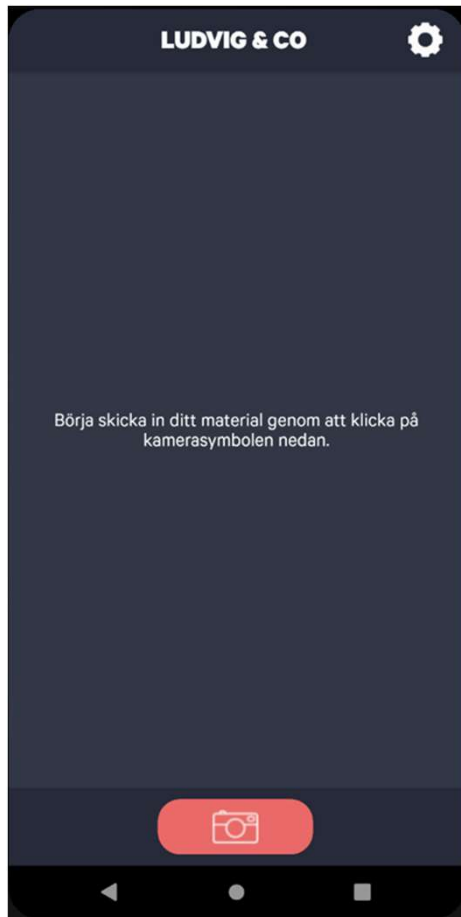 LUDVIG & CO
Börja skicka in ditt material genom att klicka på
kamerasymbolen nedan.